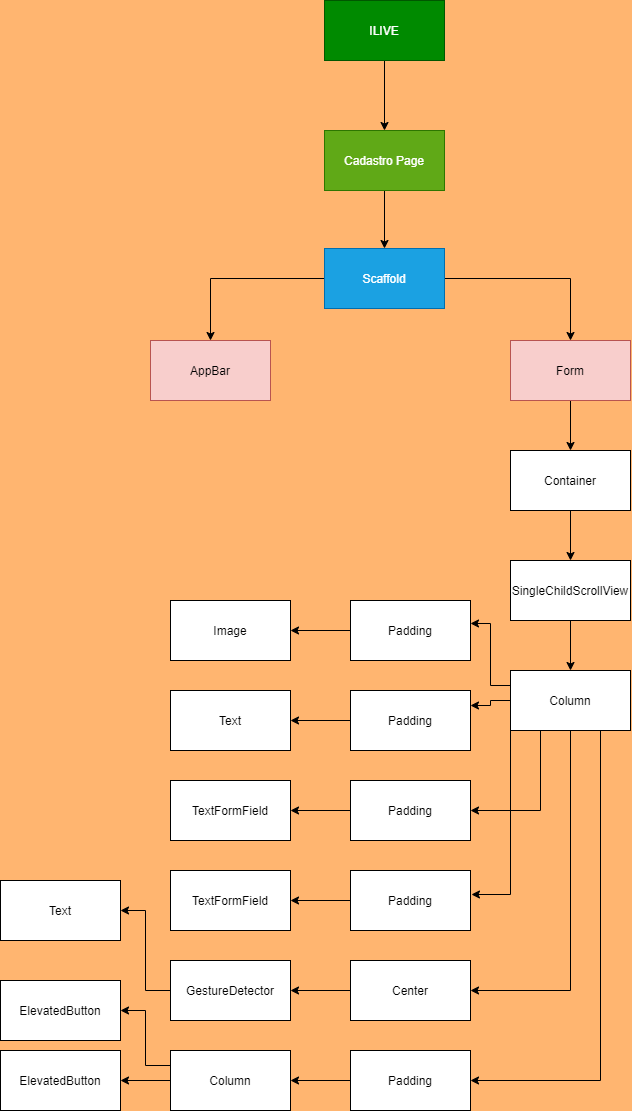 ILIVE
Cadastro Page
Scaffold
AppBar
Form
Container
SingleChildScrollView
Image
Padding
Column
Text
Padding
TextFormField
Padding
TextFormField
Padding
Text
GestureDetector
Center
ElevatedButton
ElevatedButton
Column
Padding